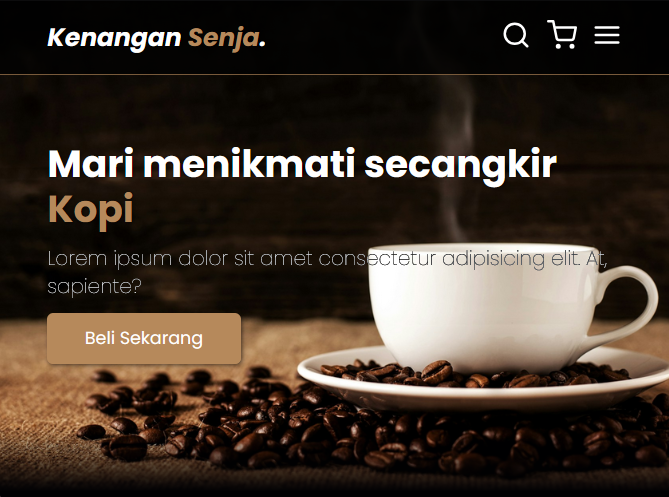 Kenangan Senja.
Mari menikmati secangkir
Kopi
Lorem ipsum dolor sit amet consectetur adipisicing elit. At,
sapiente?
Beli Sekarang